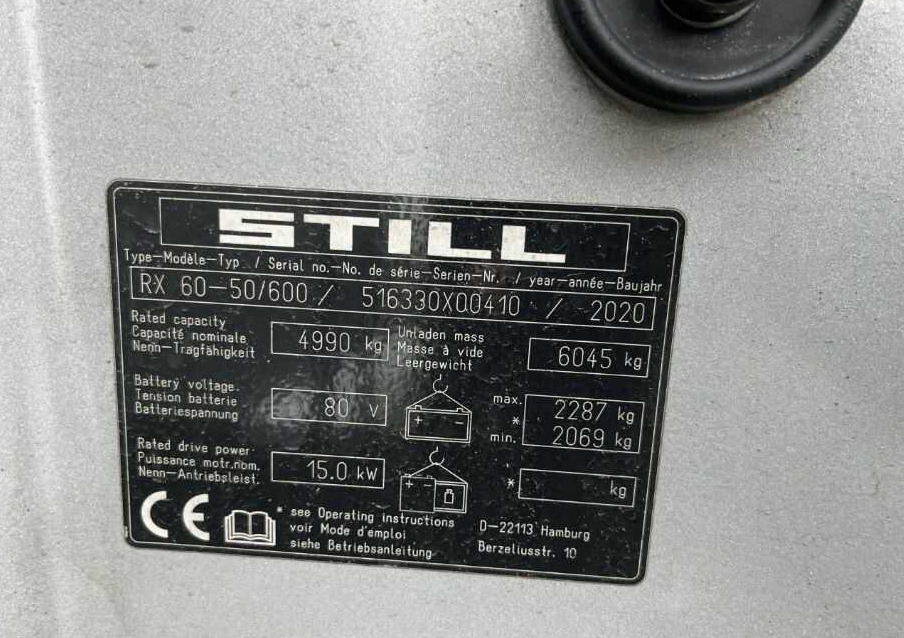 STILL
Type-Modèle-Typ / Serial no.-No. de série-Serien-Nr. / year-année-Baujahr
RX 60-50/600 / 516330X00410 / 2020
Rated capacity
Capacité nominale
Nenn-Tragfähigkeit
4990 kg
Unladen mass
Masse à vide
Leergewicht
6045 kg
Battery voltage
Tension batterie
Batteriespannung
80 V
+ -
max. 2287 kg
*
min. 2069 kg
Rated drive power
Puissance motr.nom.
Nenn-Antriebsleist.
15.0 kW
+ -
* kg
CE
* see Operating instructions
voir Mode d'emploi
siehe Betriebsanleitung
D-22113 Hamburg
Berzeliusstr. 10